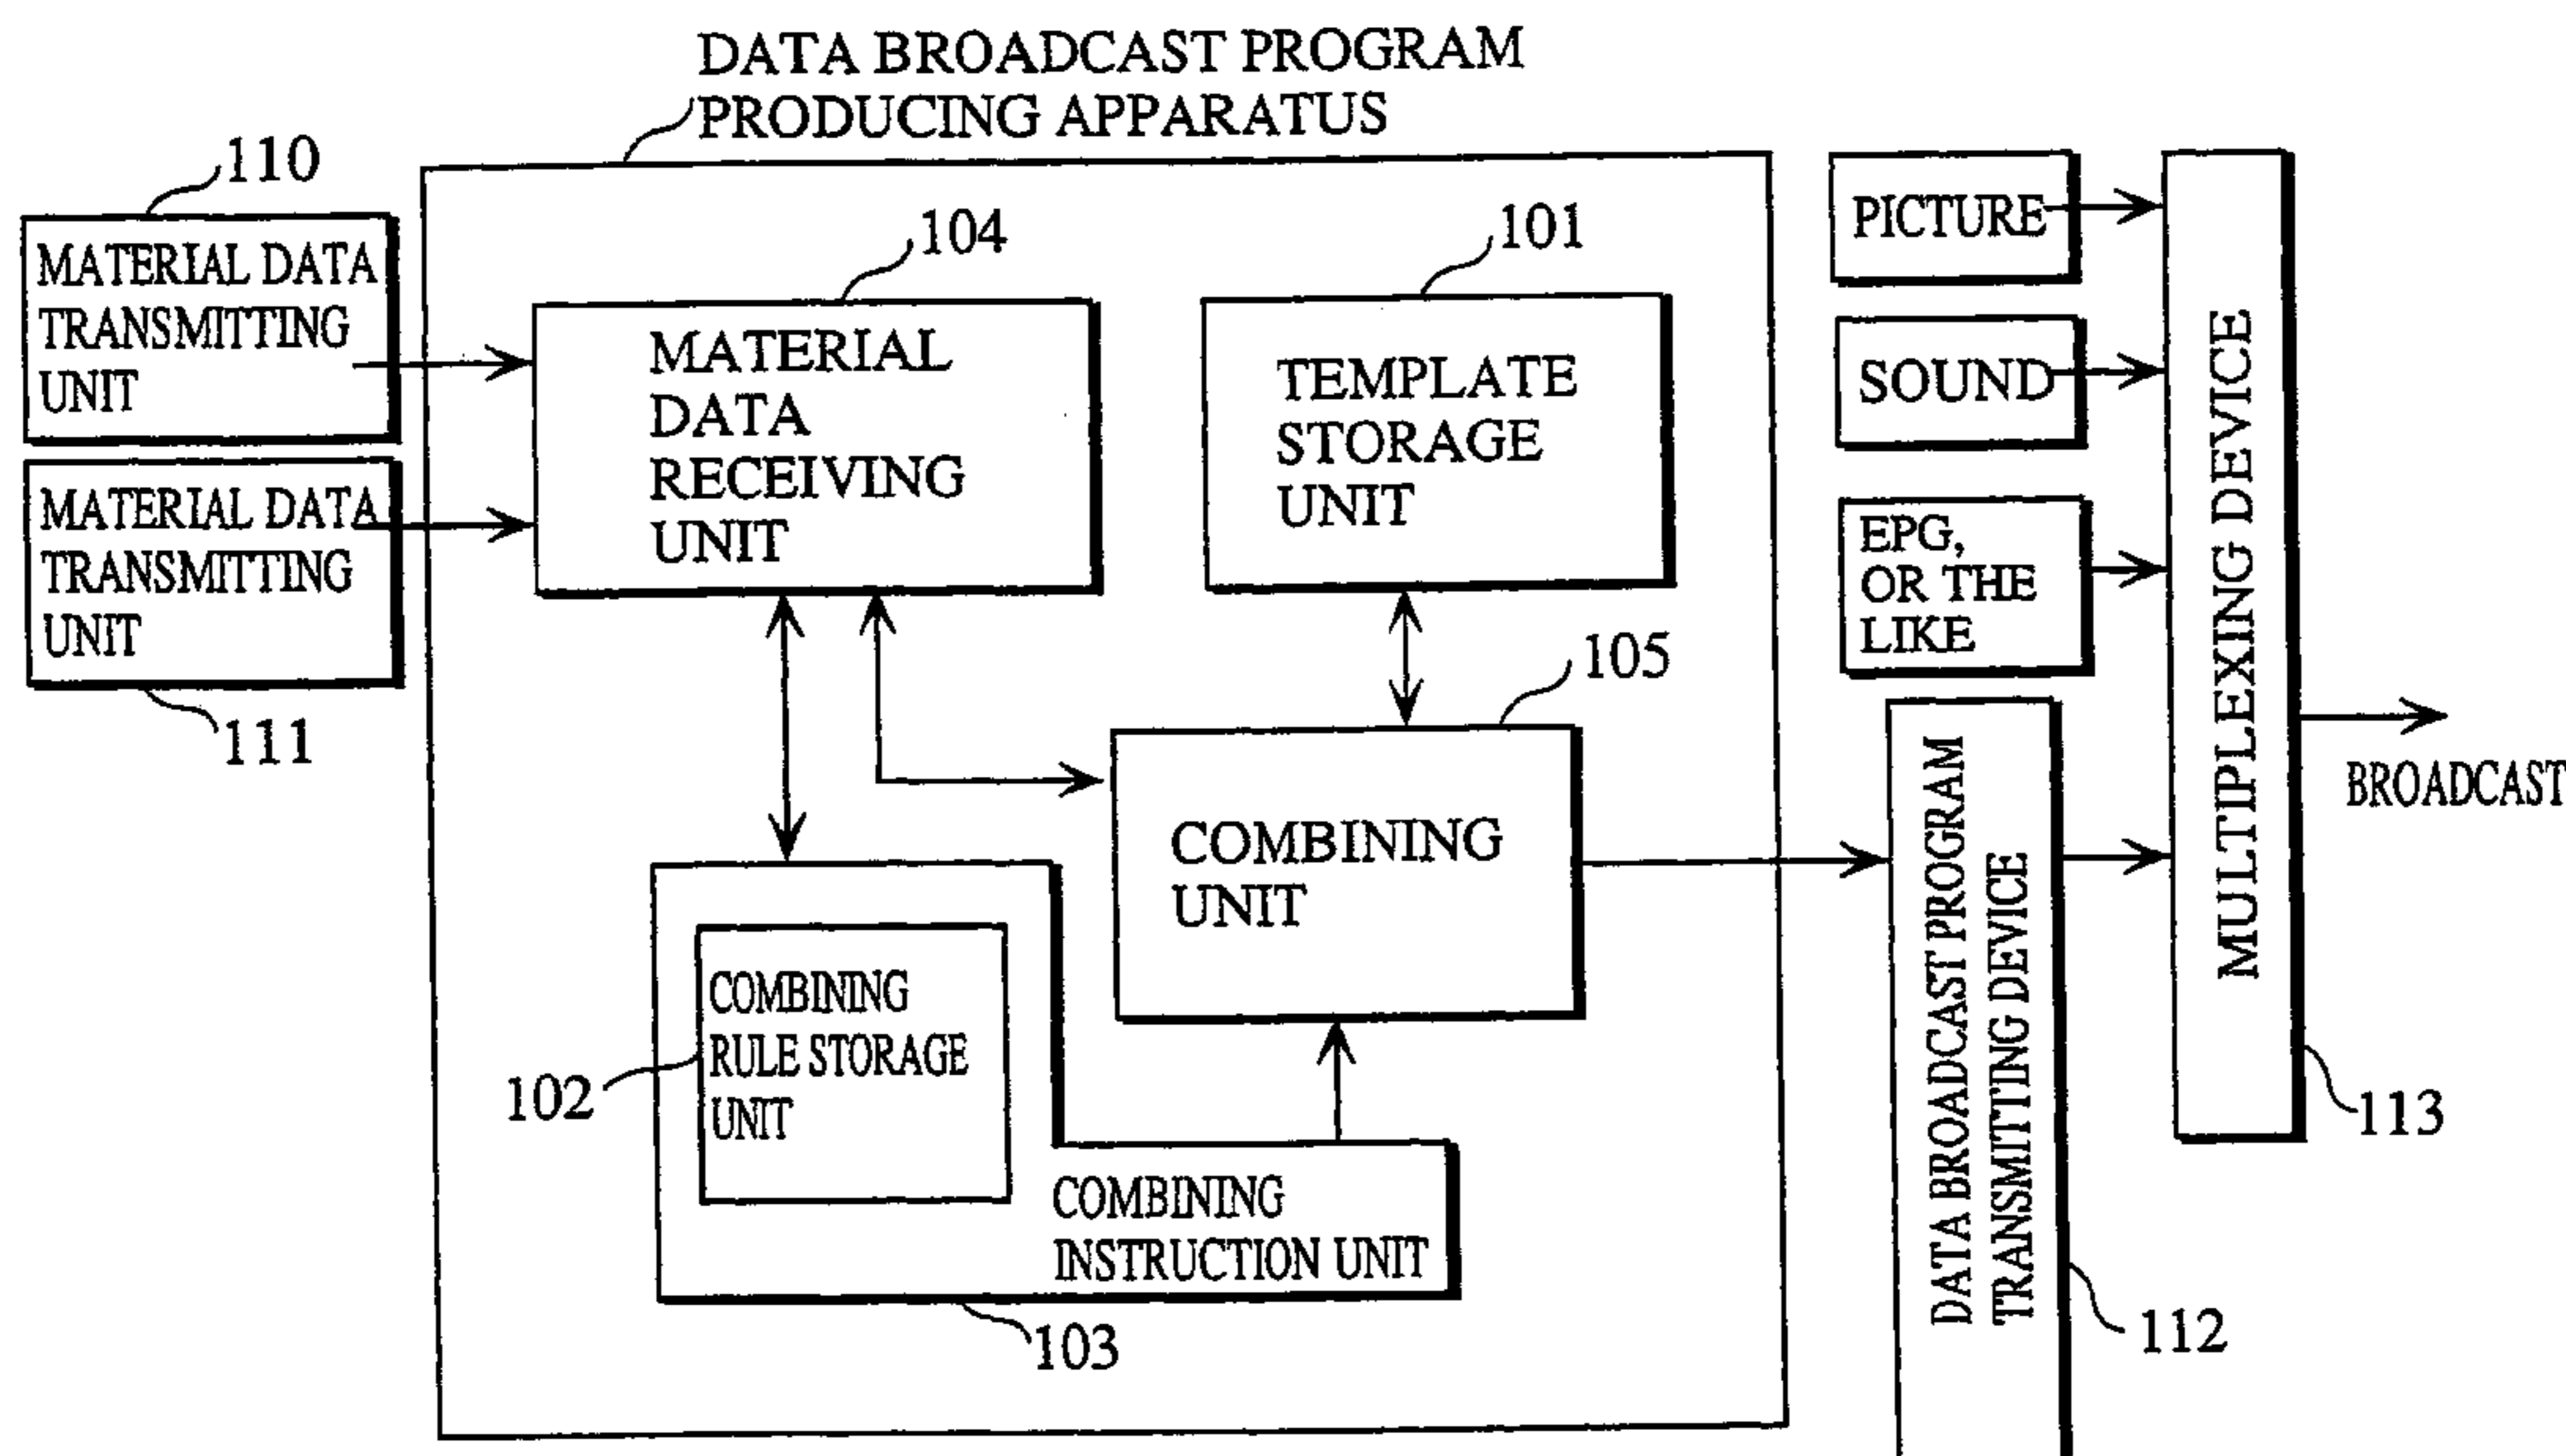 DATA BROADCAST PROGRAM
PRODUCING APPARATUS
110
MATERIAL DATA
TRANSMITTING
UNIT
MATERIAL DATA
TRANSMITTING
UNIT
111
104
MATERIAL
DATA
RECEIVING
UNIT
101
TEMPLATE
STORAGE
UNIT
105
COMBINING
UNIT
COMBINING
RULE STORAGE
UNIT
102
COMBINING
INSTRUCTION UNIT
103
PICTURE
SOUND
EPG,
OR THE
LIKE
DATA BROADCAST PROGRAM
TRANSMITTING DEVICE
112
MULTIPLEXING DEVICE
113
BROADCAST